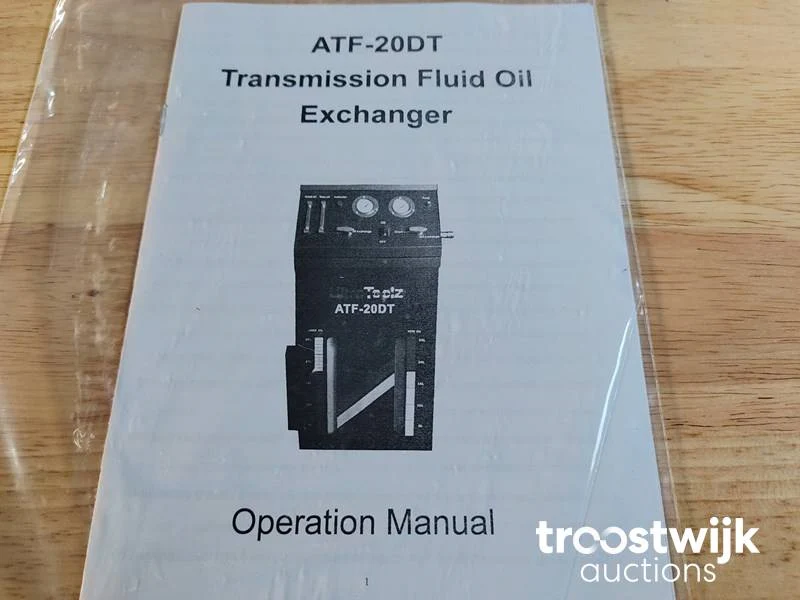 ATF-20DT
Transmission Fluid Oil
Exchanger
ATF-20DT
Operation Manual
1
troostwijk
auctions